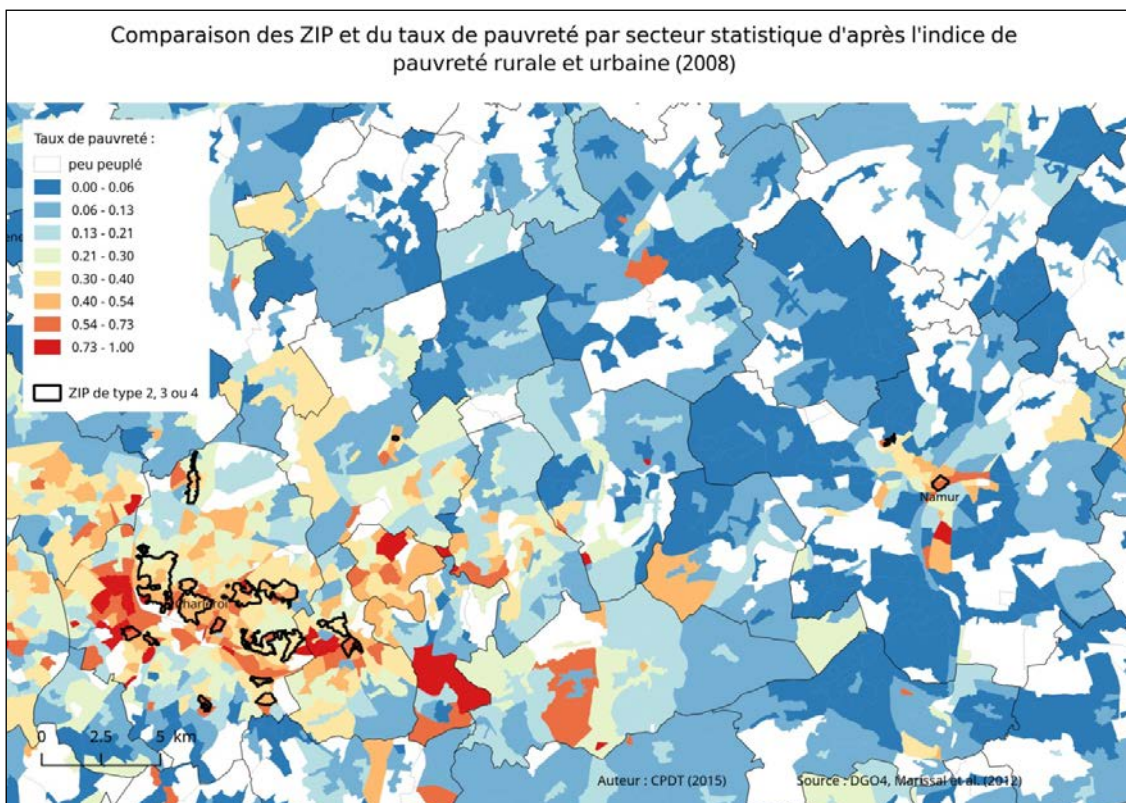 Comparaison des ZIP et du taux de pauvreté par secteur statistique d'après l'indice de
pauvreté rurale et urbaine (2008)
Taux de pauvreté :
peu peuplé
0.00 - 0.06
0.06 - 0.13
0.13 - 0.21
0.21 - 0.30
0.30 - 0.40
0.40 - 0.54
0.54 - 0.73
0.73 - 1.00
ZIP de type 2, 3 ou 4
Namur
Charleroi
0 2.5 5 km
Auteur : CPDT (2015) Source : DGO4, Marissal et al. (2012)